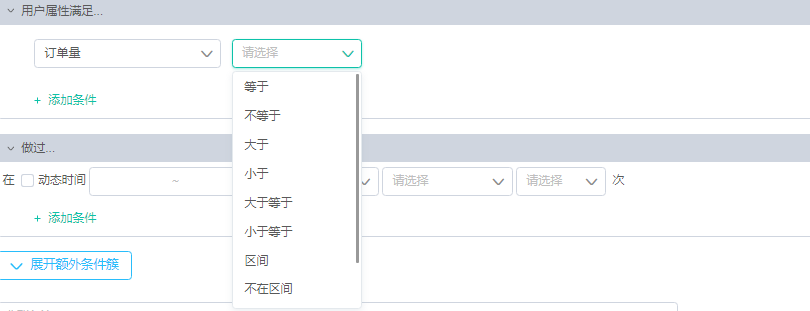 用户属性满足...
订单量 请选择
等于
+ 添加条件
不等于
大于
做过...
小于
在 动态时间 ~ 请选择 请选择 次
大于等于
+ 添加条件
小于等于
区间
展开额外条件簇
不在区间